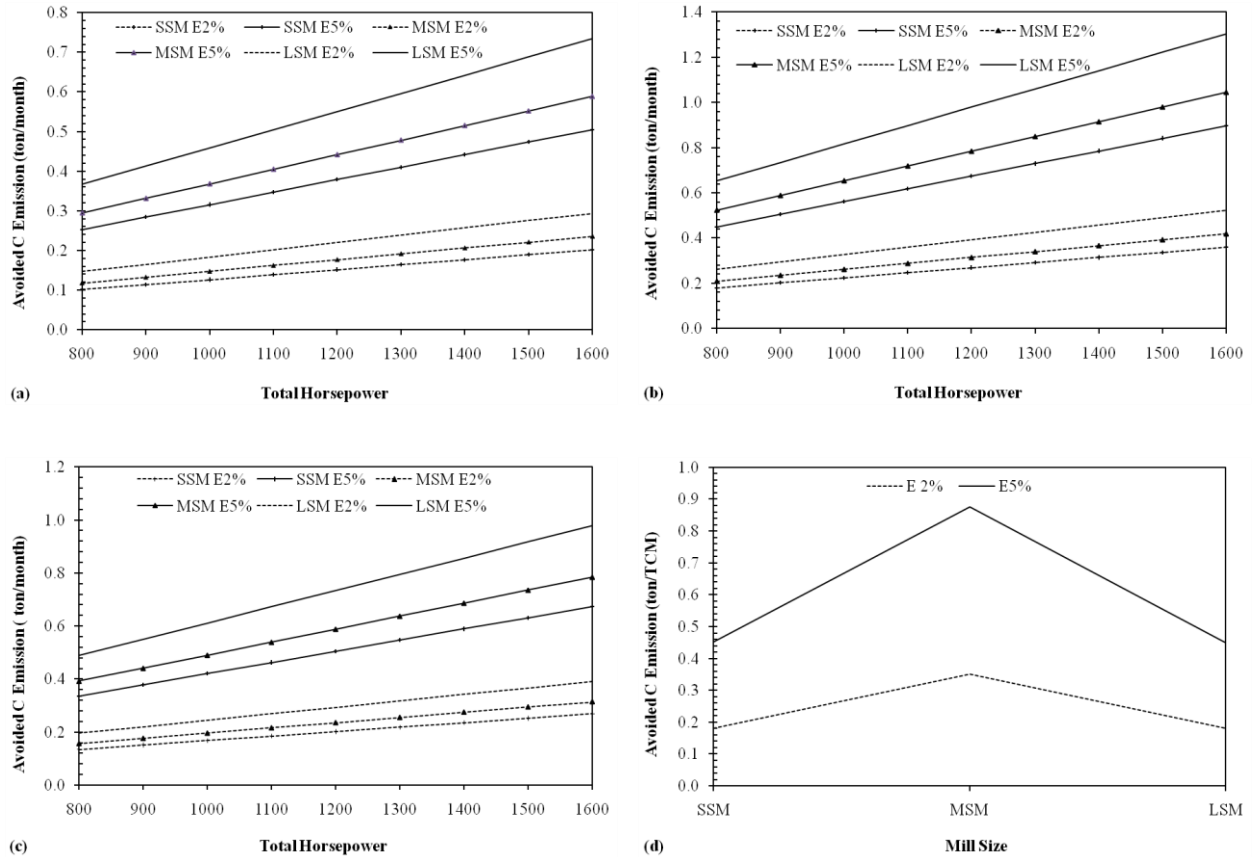 SSM E2% SSM E5% MSM E2%
MSM E5% LSM E2% LSM E5%
Avoided C Emission (ton/month)
0.8
0.7
0.6
0.5
0.4
0.3
0.2
0.1
0.0
800 900 1000 1100 1200 1300 1400 1500 1600
(a) Total Horsepower
SSM E2% SSM E5% MSM E2%
MSM E5% LSM E2% LSM E5%
Avoided C Emission (ton/month)
1.4
1.2
1.0
0.8
0.6
0.4
0.2
0.0
800 900 1000 1100 1200 1300 1400 1500 1600
(b) Total Horsepower
SSM E2% SSM E5% MSM E2%
MSM E5% LSM E2% LSM E5%
Avoided C Emission ( ton/month)
1.2
1.0
0.8
0.6
0.4
0.2
0.0
800 900 1000 1100 1200 1300 1400 1500 1600
(c) Total Horsepower
E 2% E5%
Avoided C Emission (ton/TCM)
1.0
0.9
0.8
0.7
0.6
0.5
0.4
0.3
0.2
0.1
0.0
SSM MSM LSM
(d) Mill Size